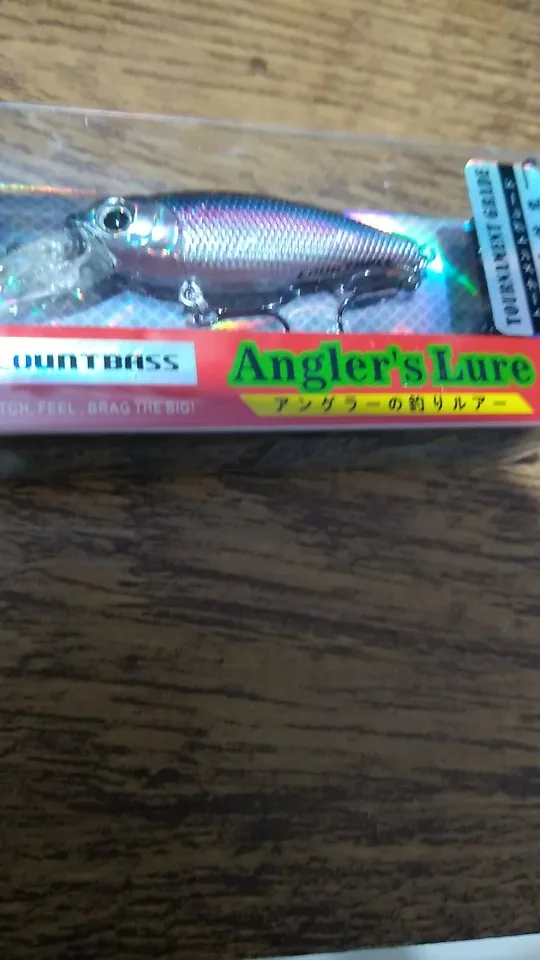 COUNTBASS
Angler's Lure
TCH, FEEL, BRAG THE BIG!
アングラーの釣りルアー
TOURNAMENT GRADE